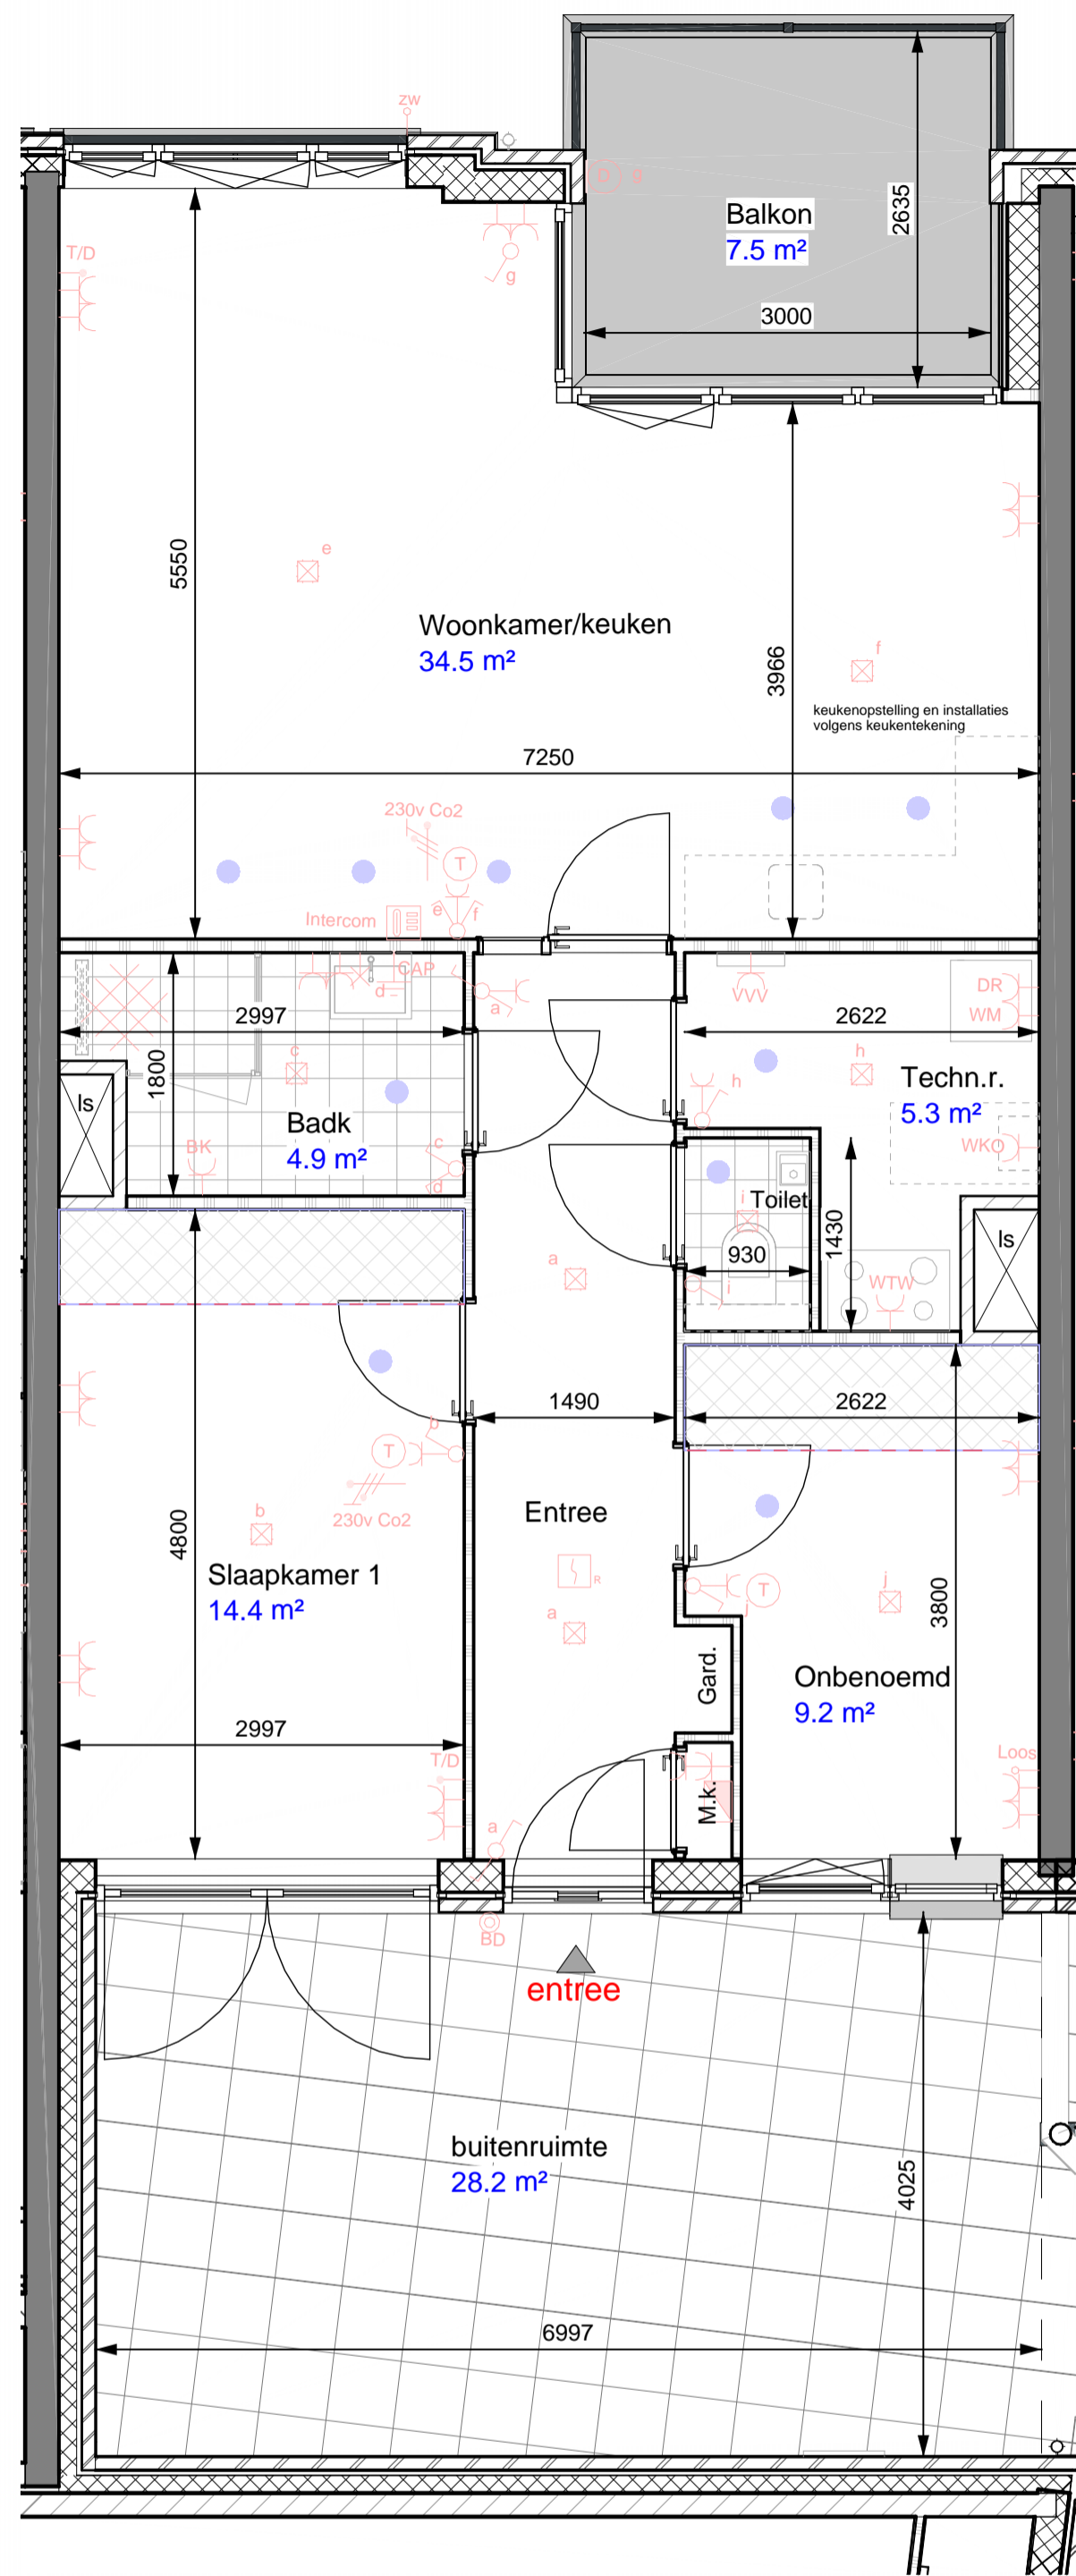 zw
D g
Balkon
7.5 m²
2635
3000
T/D
g
5550
e
Woonkamer/keuken
34.5 m²
3966
f
keukenopstelling en installaties
volgens keukentekening
7250
230v Co2
T
Intercom
e f
CAP
d
a
VVV
DR
WM
2997
2622
1800
c
h
h
Techn.r.
5.3 m²
ls
Badk
4.9 m²
BK
c
d
WKO
Toilet
i
1430
930
i
WTW
ls
a
1490
2622
b
T
230v Co2
b
4800
Entree
Slaapkamer 1
14.4 m²
R
a
T
j
j
3800
Gard.
Onbenoemd
9.2 m²
2997
T/D
M.k.
Loos
a
BD
entree
buitenruimte
28.2 m²
4025
6997